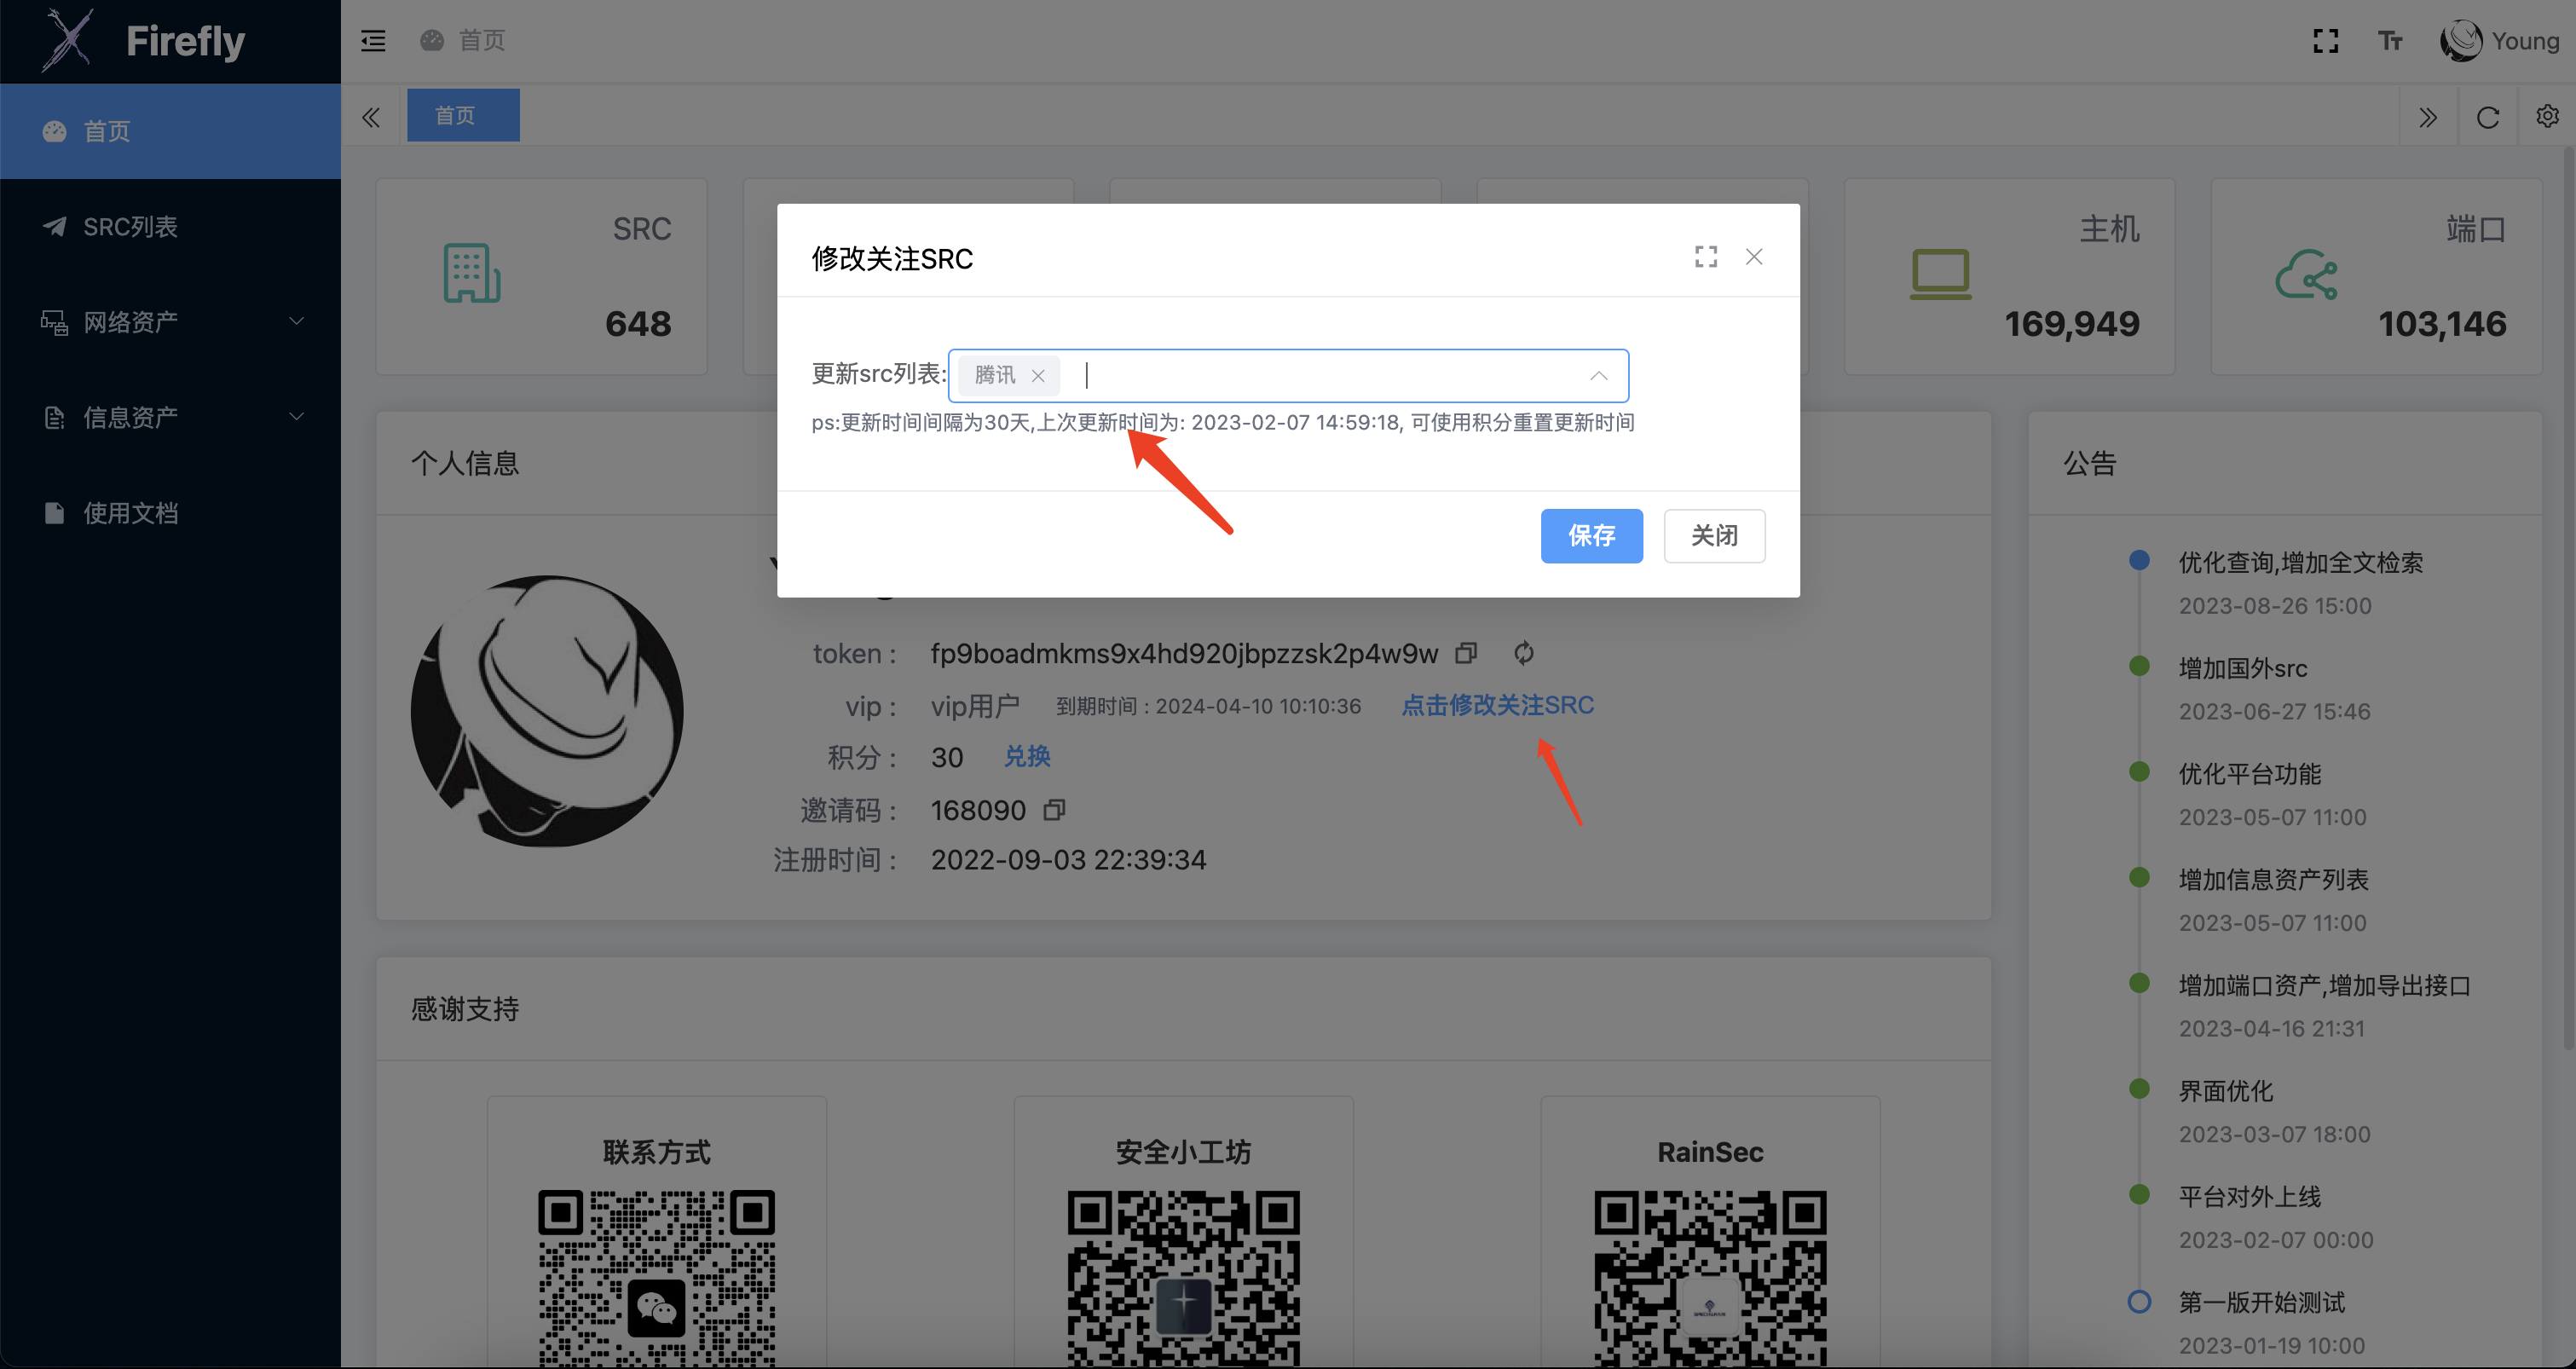 Firefly
首页
Young
首页
首页
SRC列表
网络资产
信息资产
使用文档
SRC
648
主机
169,949
端口
103,146
修改关注SRC
更新src列表:
腾讯
ps:更新时间间隔为30天,上次更新时间为: 2023-02-07 14:59:18, 可使用积分重置更新时间
保存
关闭
个人信息
token :
fp9boadmkms9x4hd920jbpzzsk2p4w9w
vip :
vip用户
到期时间 : 2024-04-10 10:10:36
点击修改关注SRC
积分 :
30
兑换
邀请码 :
168090
注册时间 :
2022-09-03 22:39:34
公告
优化查询,增加全文检索
2023-08-26 15:00
增加国外src
2023-06-27 15:46
优化平台功能
2023-05-07 11:00
增加信息资产列表
2023-05-07 11:00
增加端口资产,增加导出接口
2023-04-16 21:31
界面优化
2023-03-07 18:00
平台对外上线
2023-02-07 00:00
第一版开始测试
2023-01-19 10:00
感谢支持
联系方式
安全小工坊
RainSec